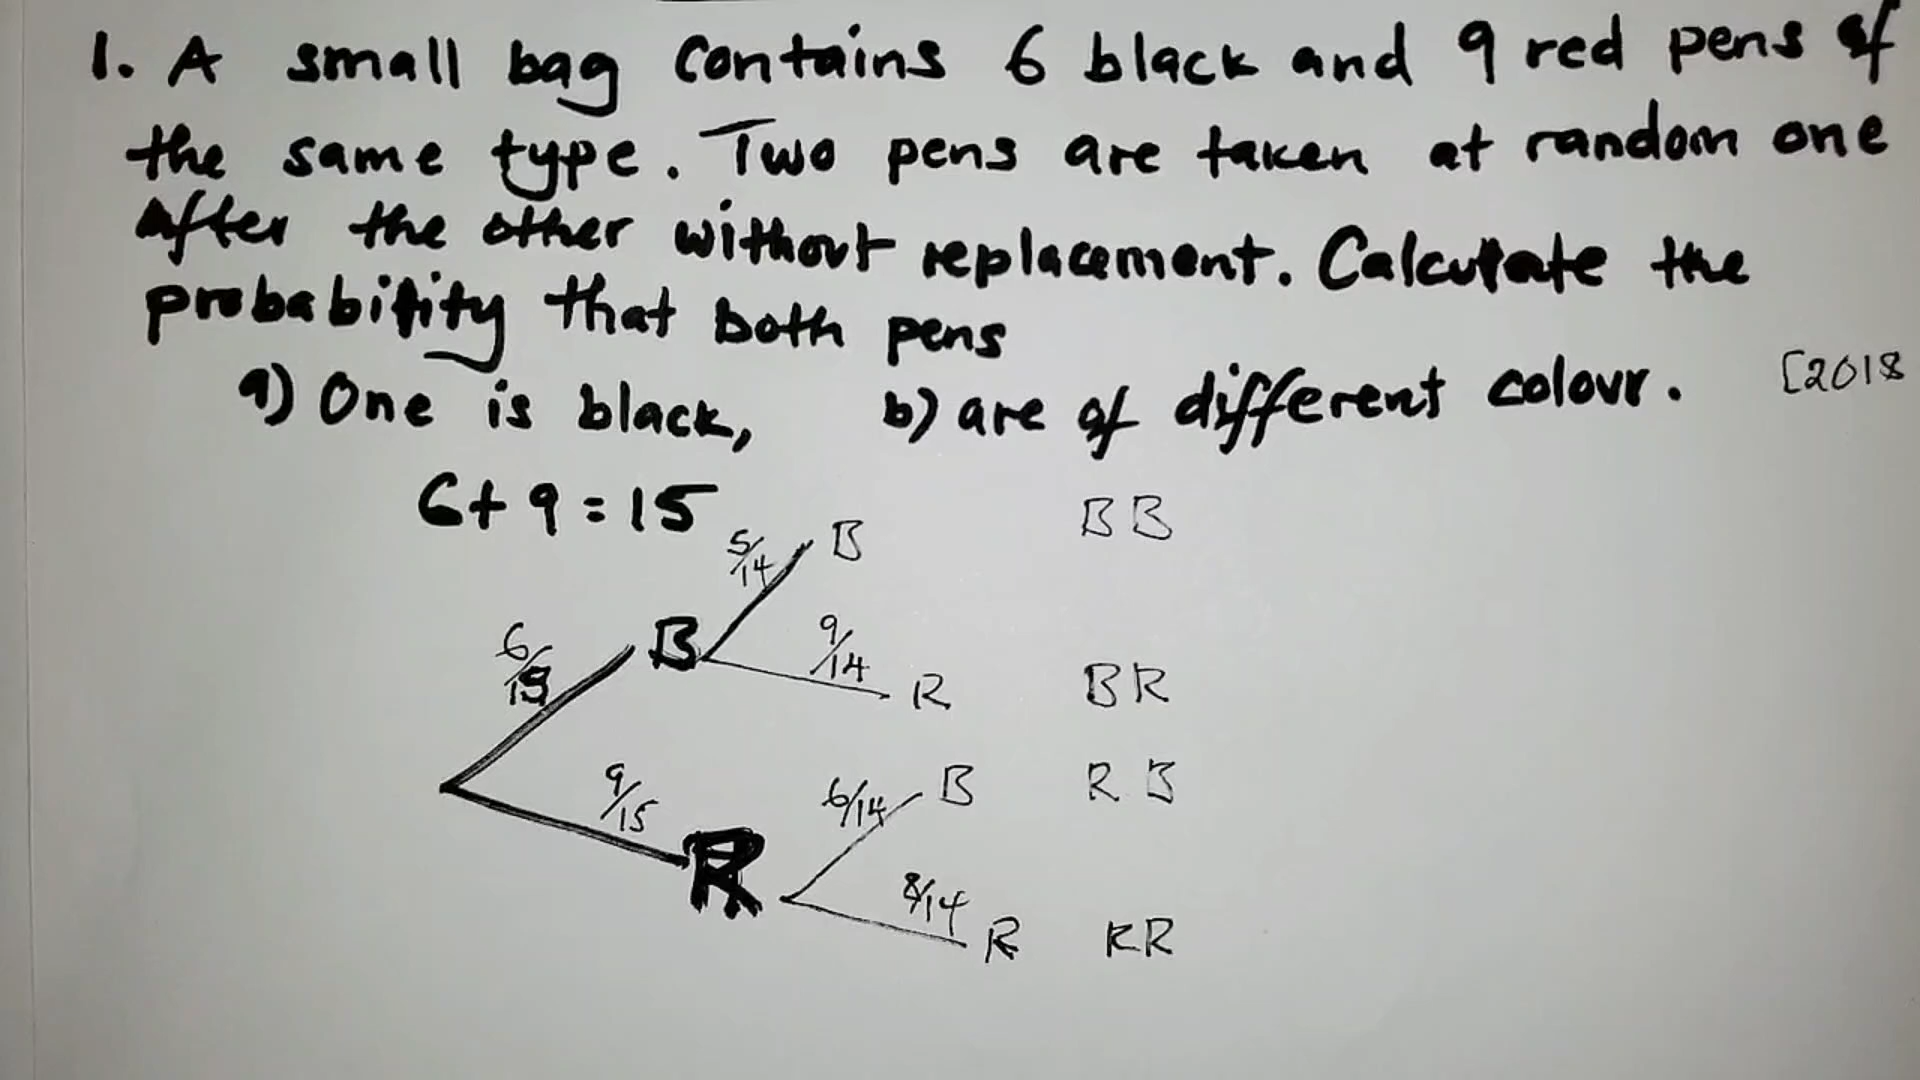 1. A small bag contains 6 black and 9 red pens of
the same type. Two pens are taken at random one
after the other without replacement. Calculate the
probability that both pens
a) One is black, b) are of different colour. [2018
6 + 9 = 15
5/14 B BB
6/15 B 9/14 R BR
9/15 R 6/14 B RB
8/14 R RR